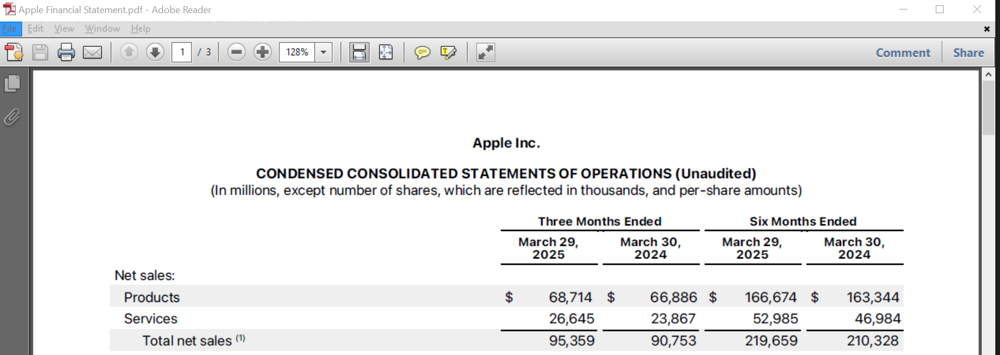 Apple Financial Statement.pdf - Adobe Reader
File Edit View Window Help
1 / 3 128% Comment Share
Apple Inc.
CONDENSED CONSOLIDATED STATEMENTS OF OPERATIONS (Unaudited)
(In millions, except number of shares, which are reflected in thousands, and per-share amounts)
Three Months Ended Six Months Ended
March 29, March 30, March 29, March 30,
2025 2024 2025 2024
Net sales:
Products $ 68,714 $ 66,886 $ 166,674 $ 163,344
Services 26,645 23,867 52,985 46,984
Total net sales (1) 95,359 90,753 219,659 210,328